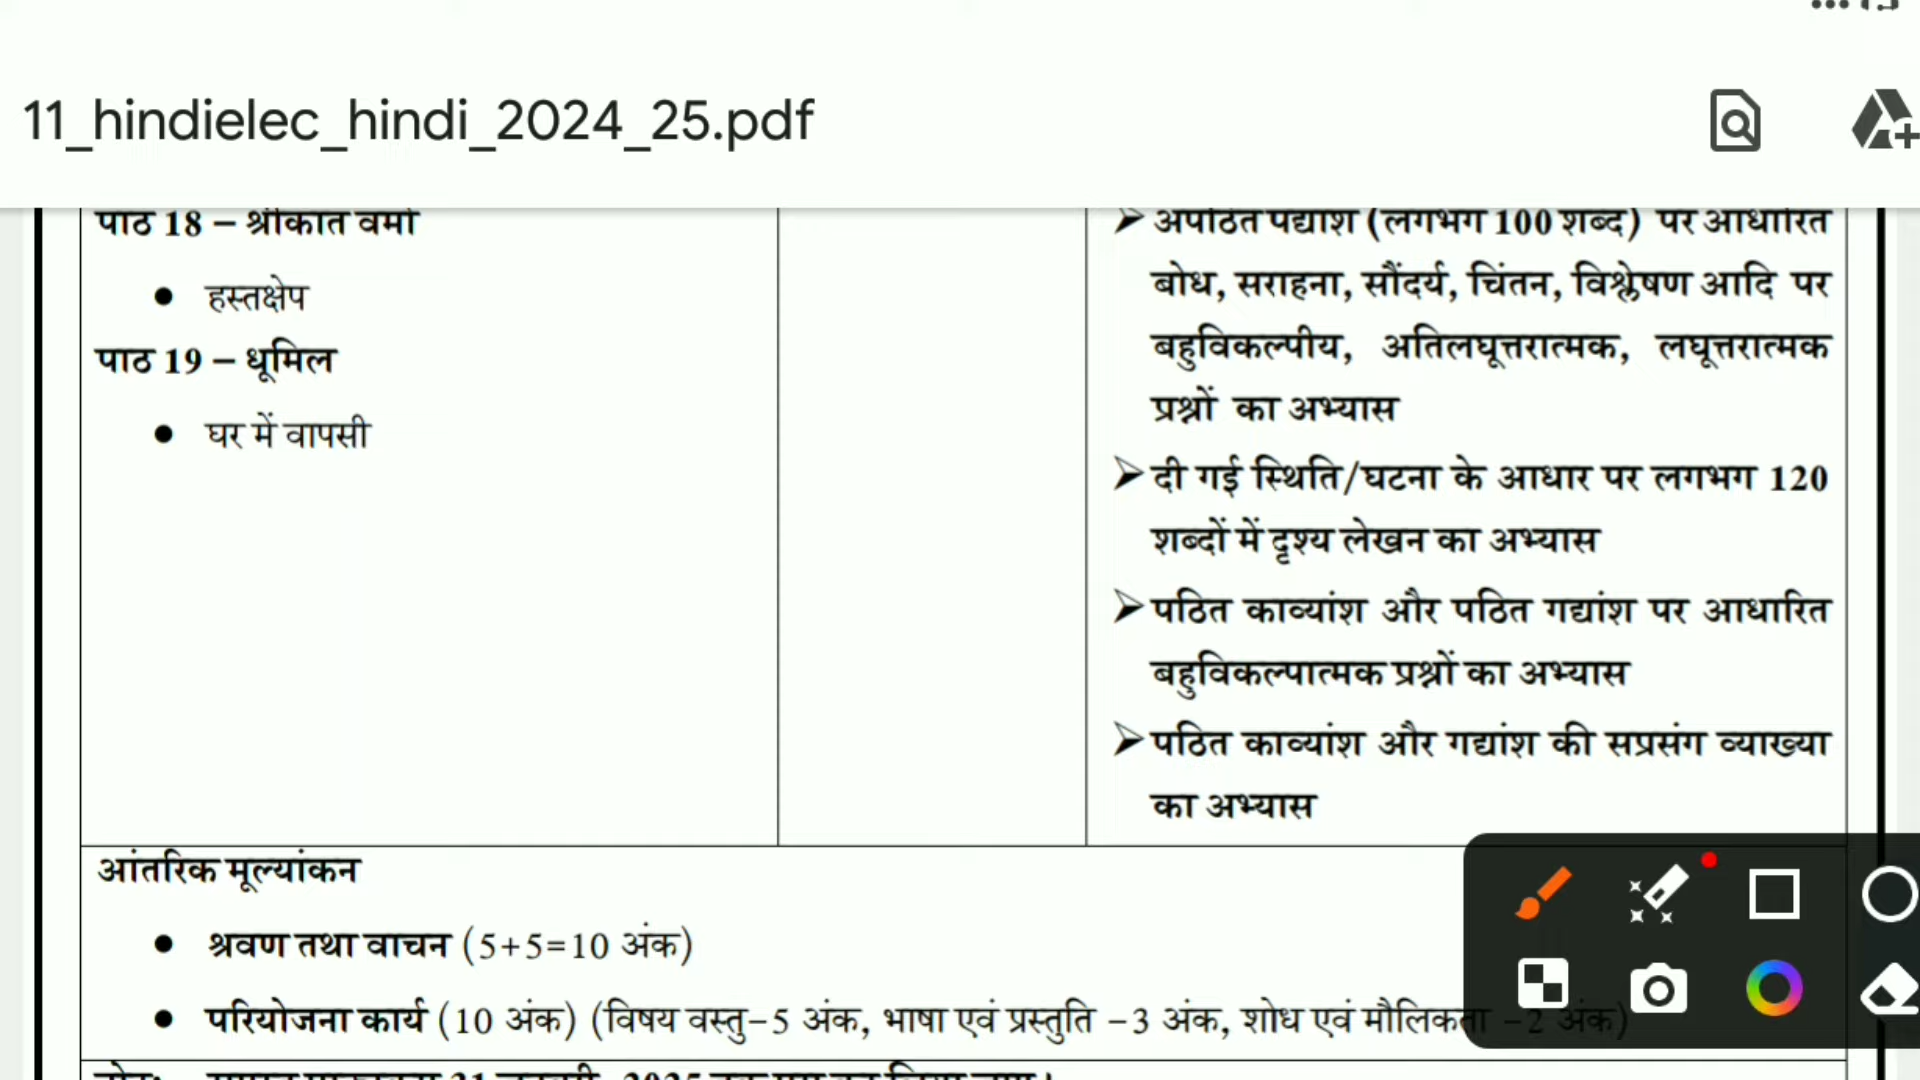 11_hindielec_hindi_2024_25.pdf
पाठ 18 – श्रीकांत वर्मा
● हस्तक्षेप
पाठ 19 – धूमिल
● घर में वापसी
➢ अपठित पद्यांश (लगभग 100 शब्द) पर आधारित
बोध, सराहना, सौंदर्य, चिंतन, विश्लेषण आदि पर
बहुविकल्पीय, अतिलघूत्तरात्मक, लघूत्तरात्मक
प्रश्नों का अभ्यास
➢ दी गई स्थिति/घटना के आधार पर लगभग 120
शब्दों में दृश्य लेखन का अभ्यास
➢ पठित काव्यांश और पठित गद्यांश पर आधारित
बहुविकल्पात्मक प्रश्नों का अभ्यास
➢ पठित काव्यांश और गद्यांश की सप्रसंग व्याख्या
का अभ्यास
आंतरिक मूल्यांकन
● श्रवण तथा वाचन (5+5=10 अंक)
● परियोजना कार्य (10 अंक) (विषय वस्तु-5 अंक, भाषा एवं प्रस्तुति -3 अंक, शोध एवं मौलिकता -2 अंक)